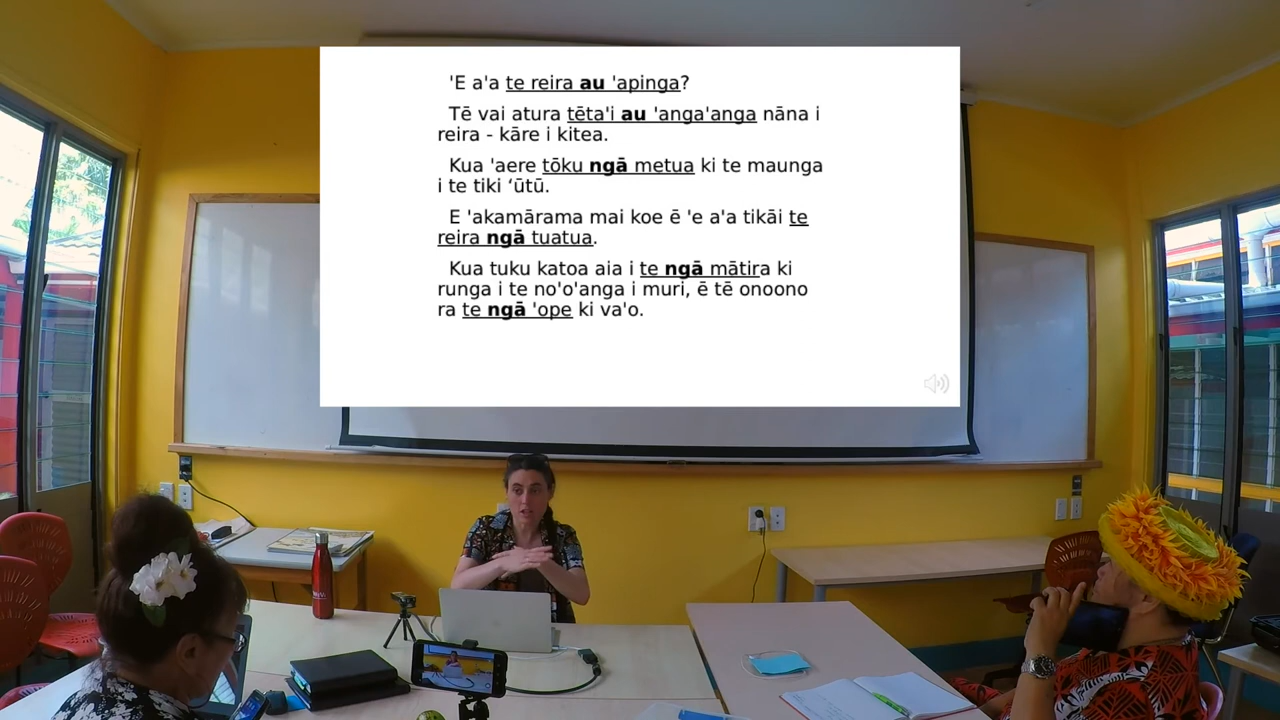 'E a'a te reira au 'apinga?
Tē vai atura tēta'i au 'anga'anga nāna i
reira - kāre i kitea.
Kua 'aere tōku ngā metua ki te maunga
i te tiki ‘ūtū.
E 'akamārama mai koe ē 'e a'a tikāi te
reira ngā tuatua.
Kua tuku katoa aia i te ngā mātira ki
runga i te no'o'anga i muri, ē tē onoono
ra te ngā 'ope ki va'o.